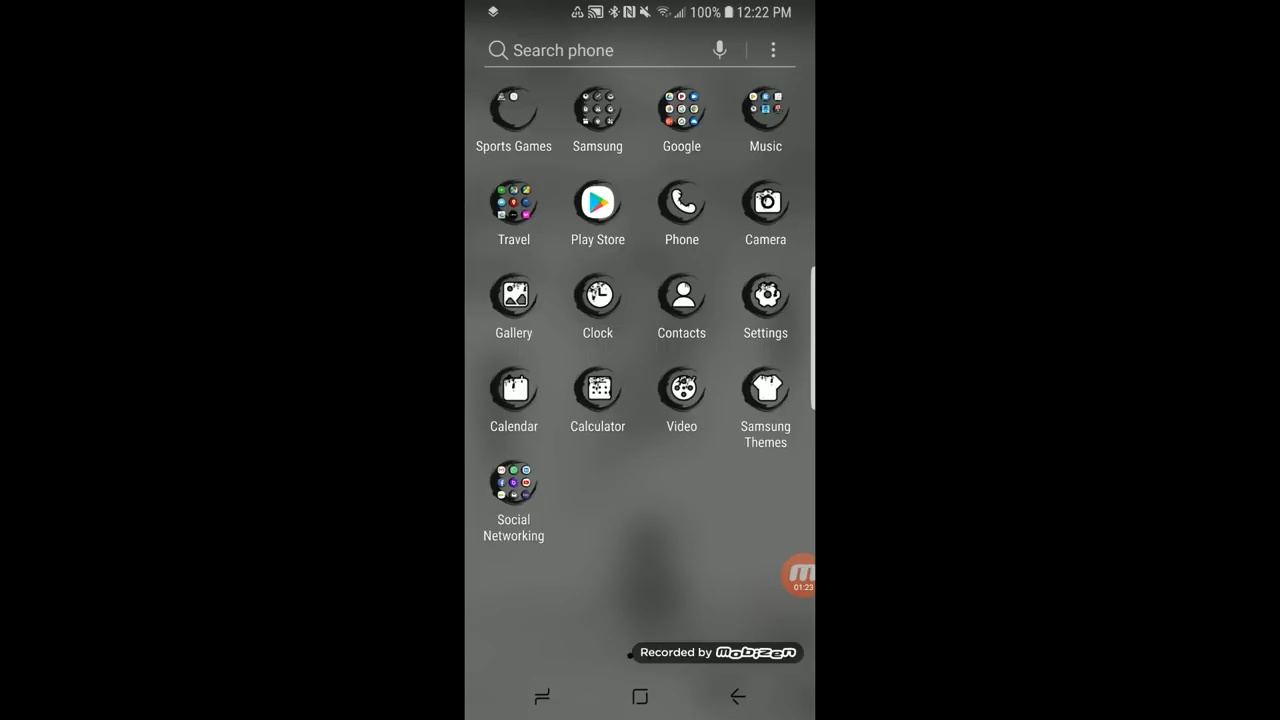 100% 12:22 PM
Search phone
Sports Games
Samsung
Google
Music
Travel
Play Store
Phone
Camera
Gallery
Clock
Contacts
Settings
Calendar
Calculator
Video
Samsung
Themes
Social
Networking
01:23
Recorded by mobizen